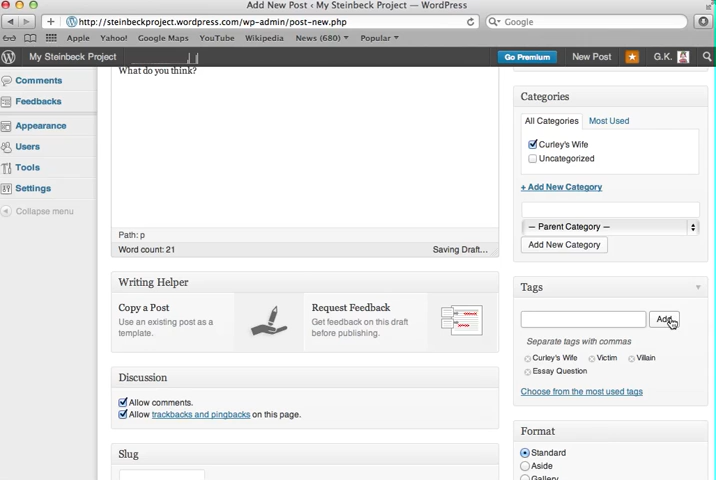 Add New Post ‹ My Steinbeck Project — WordPress
http://steinbeckproject.wordpress.com/wp-admin/post-new.php
Google
Apple Yahoo! Google Maps YouTube Wikipedia News (680) Popular
My Steinbeck Project Go Premium New Post G.K.
Comments
Feedbacks
Appearance
Users
Tools
Settings
Collapse menu
What do you think?
Path: p
Word count: 21 Saving Draft...
Writing Helper
Copy a Post
Use an existing post as a
template.
Request Feedback
Get feedback on this draft
before publishing.
Discussion
Allow comments.
Allow trackbacks and pingbacks on this page.
Slug
Categories
All Categories Most Used
Curley's Wife
Uncategorized
+ Add New Category
— Parent Category —
Add New Category
Tags
Add
Separate tags with commas
Curley's Wife Victim Villain
Essay Question
Choose from the most used tags
Format
Standard
Aside
Gallery